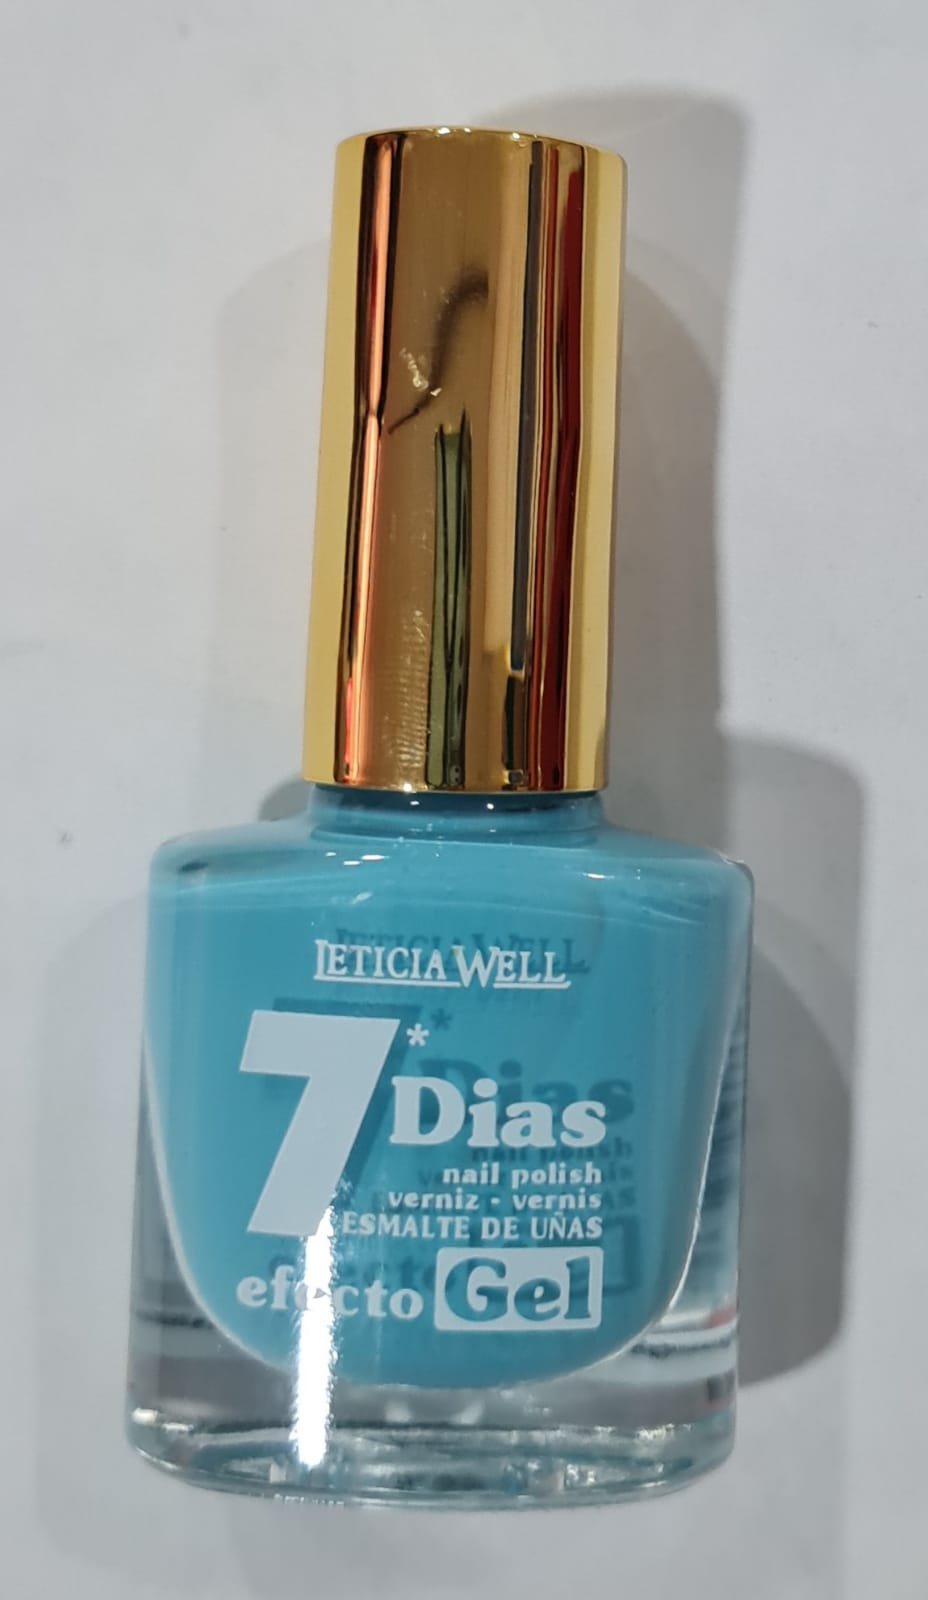 LETICIA WELL
7* Dias
nail polish
verniz - vernis
ESMALTE DE UÑAS
efecto Gel